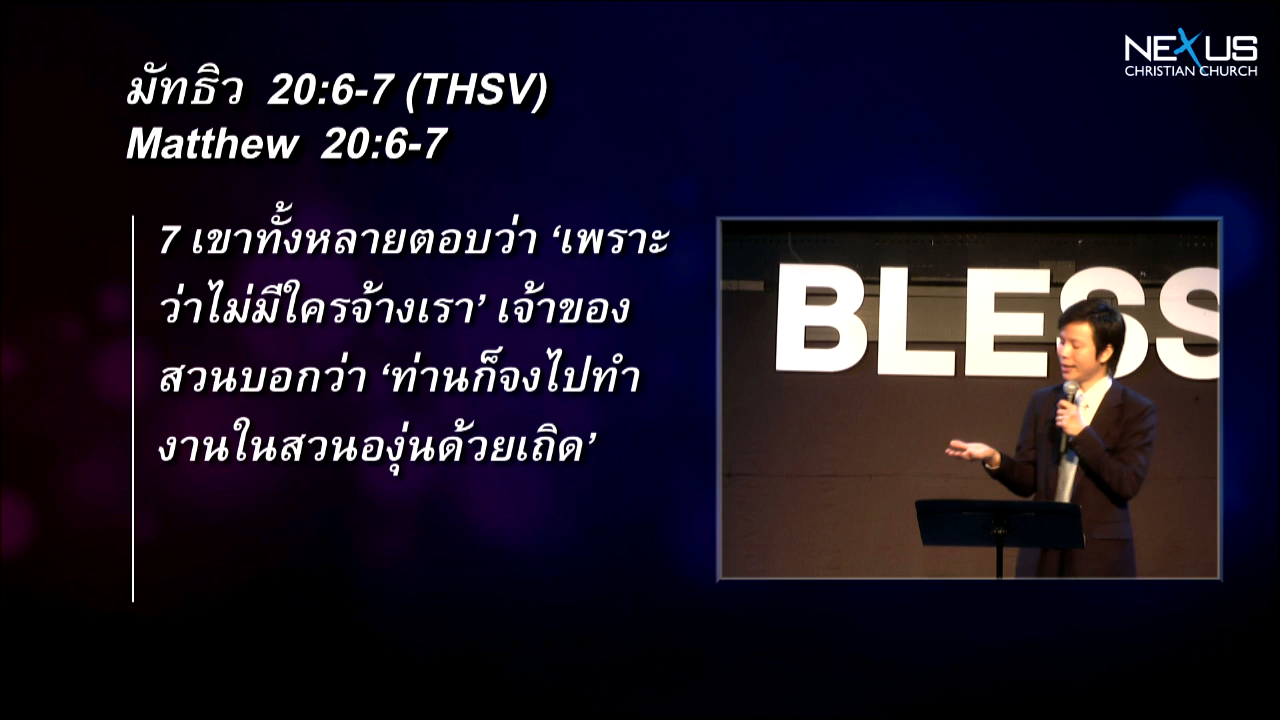 มัทธิว 20:6-7 (THSV)
Matthew 20:6-7
7 เขาทั้งหลายตอบว่า ‘เพราะ
ว่าไม่มีใครจ้างเรา’ เจ้าของ
สวนบอกว่า ‘ท่านก็จงไปทำ
งานในสวนองุ่นด้วยเถิด’
NEXUS
CHRISTIAN CHURCH
BLESS